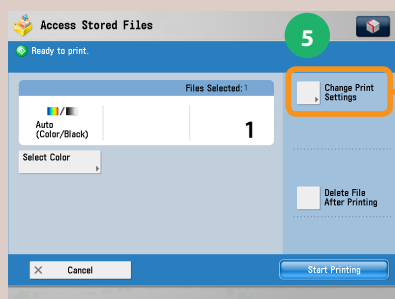 Access Stored Files
5
Ready to print.
Files Selected:1
Change Print
Settings
Auto
(Color/Black)
1
Select Color
Delete File
After Printing
Cancel
Start Printing